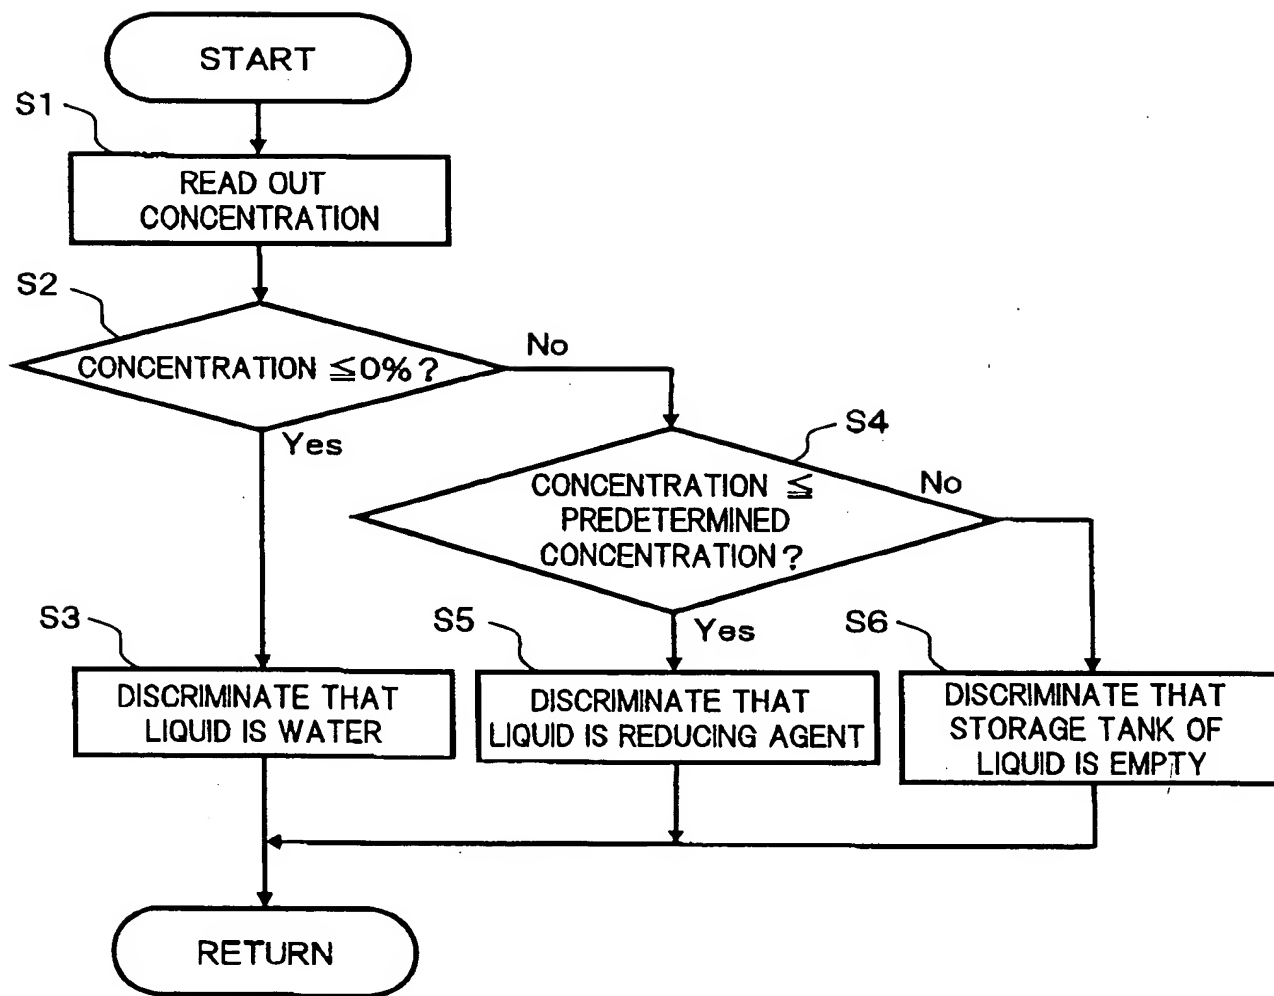 START
S1
READ OUT
CONCENTRATION
S2
CONCENTRATION ≦0%?
No
Yes
S4
CONCENTRATION ≦
PREDETERMINED
CONCENTRATION?
No
Yes
S3
DISCRIMINATE THAT
LIQUID IS WATER
S5
DISCRIMINATE THAT
LIQUID IS REDUCING AGENT
S6
DISCRIMINATE THAT
STORAGE TANK OF
LIQUID IS EMPTY
RETURN